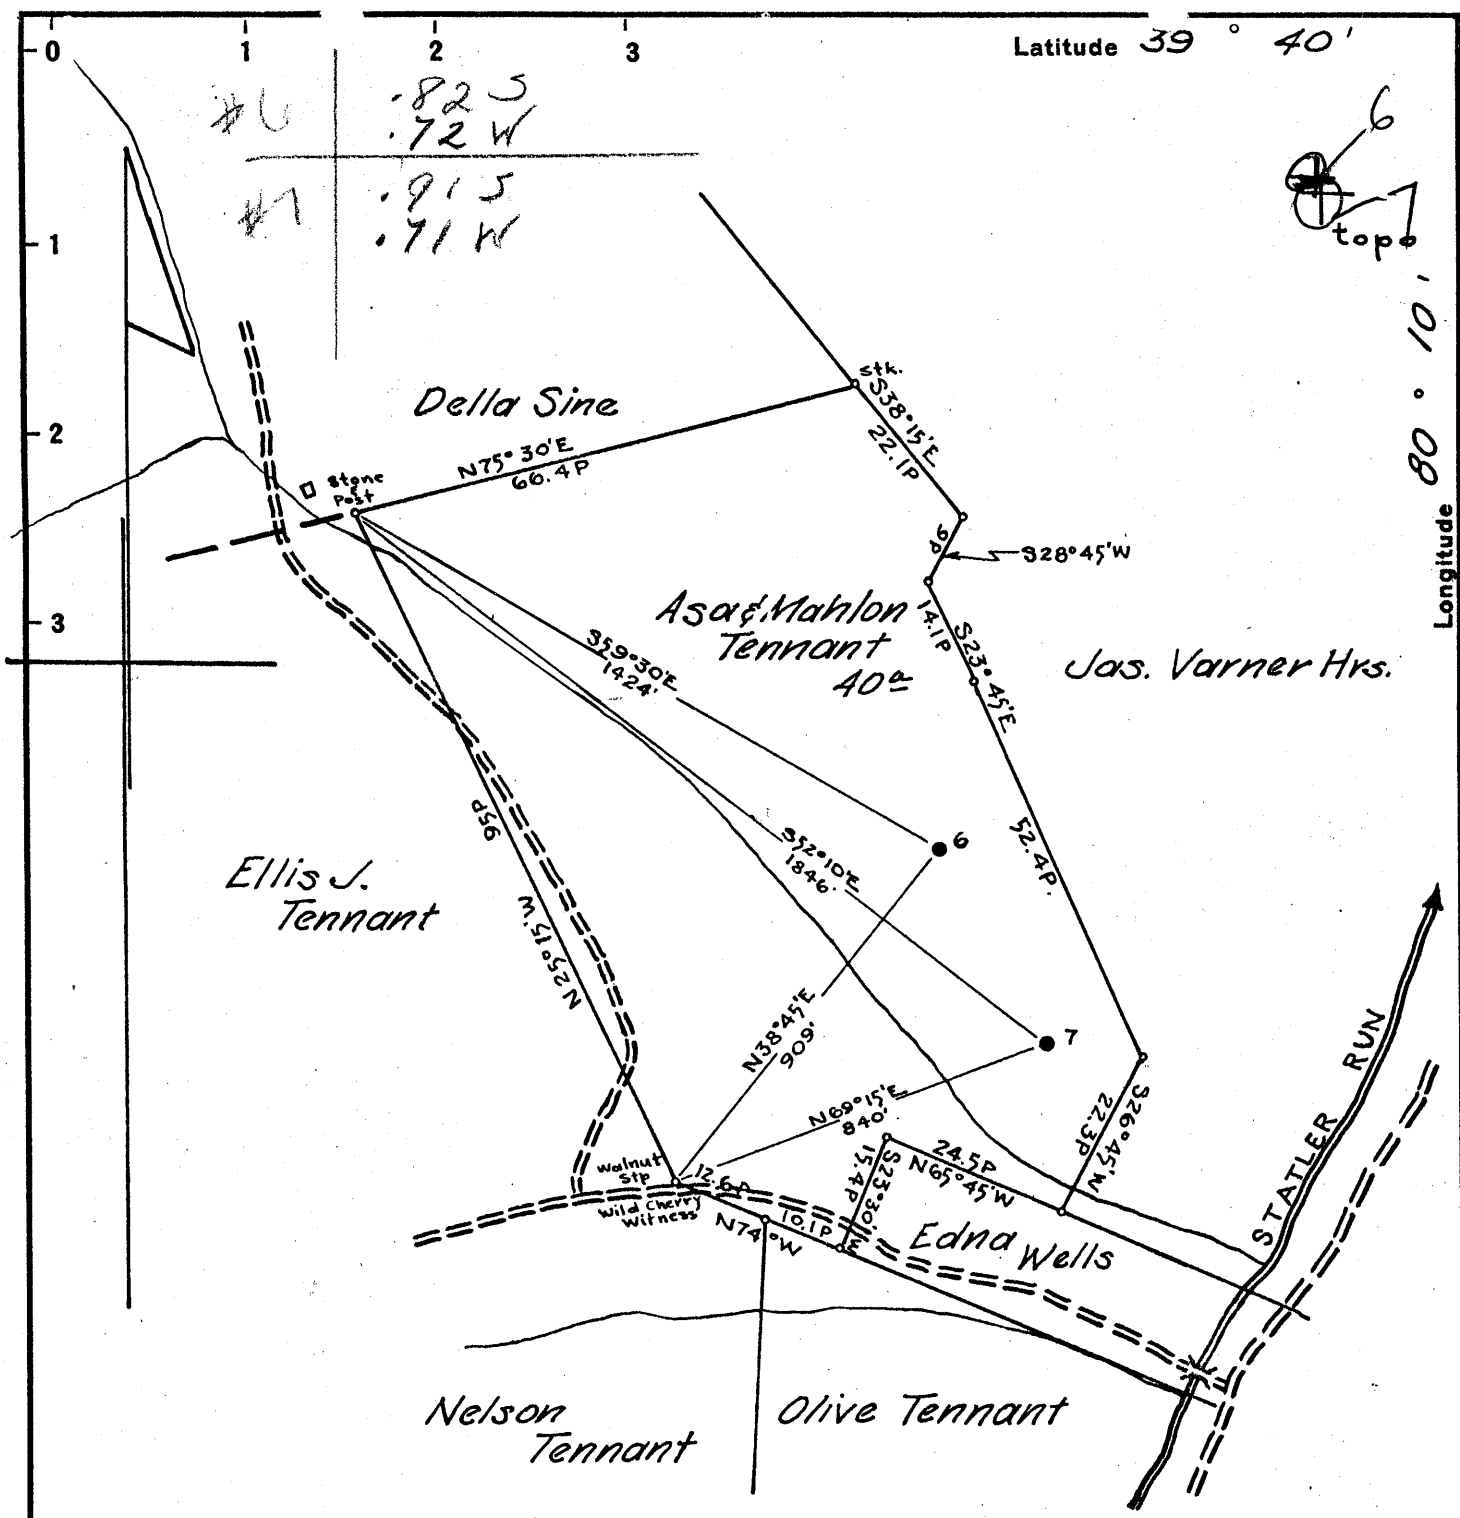 0
1
2
3
Latitude 39 ° 40'
#6
.82 S
.72 W
#7
.91 S
.71 W
6
7
topo
1
2
3
Longitude 80 ° 10'
Della Sine
stk.
S38°15'E
22.1P
N75°30'E
66.4P
Stone
Post
9P
S28°45'W
Asa & Mahlon
Tennant
40a
14.1P
S23°45'E
Jas. Varner Hrs.
S59°30'E
1424'
95P
N25°15'W
6
S52°10'E
1846'
52.4P.
Ellis J.
Tennant
N38°45'E
909'
7
N69°15'E
840'
S26°45'W
22.3P
24.5P
N65°45'W
S23°30'W
15.4P
Walnut
Stp
12.6P
Wild Cherry
Witness
N74°W
10.1P
Edna Wells
STATLER RUN
Nelson
Tennant
Olive Tennant